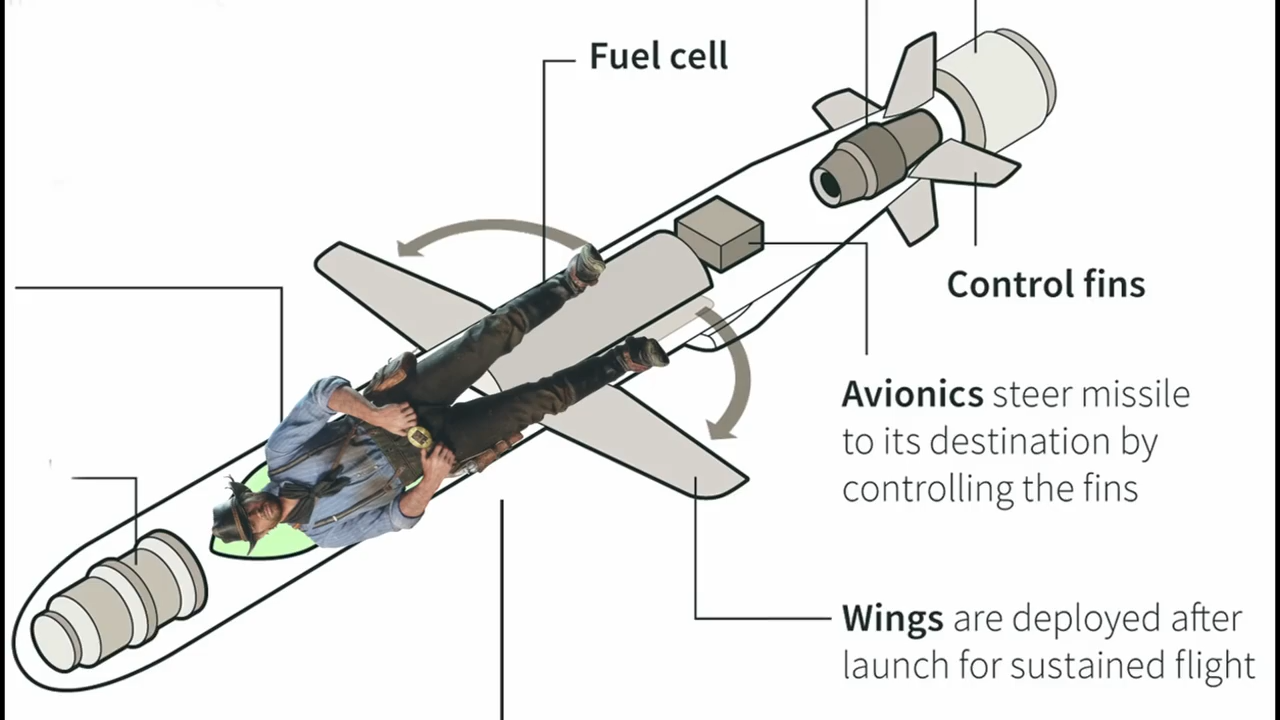 Fuel cell
Control fins
Avionics steer missile
to its destination by
controlling the fins
Wings are deployed after
launch for sustained flight